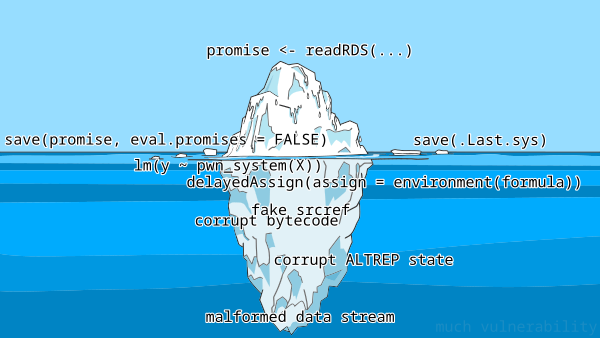 promise <- readRDS(...)
save(promise, eval.promises = FALSE)
save(.Last.sys)
lm(y ~ pwn_system(X))
delayedAssign(assign = environment(formula))
fake srcref
corrupt bytecode
corrupt ALTREP state
malformed data stream
much vulnerability